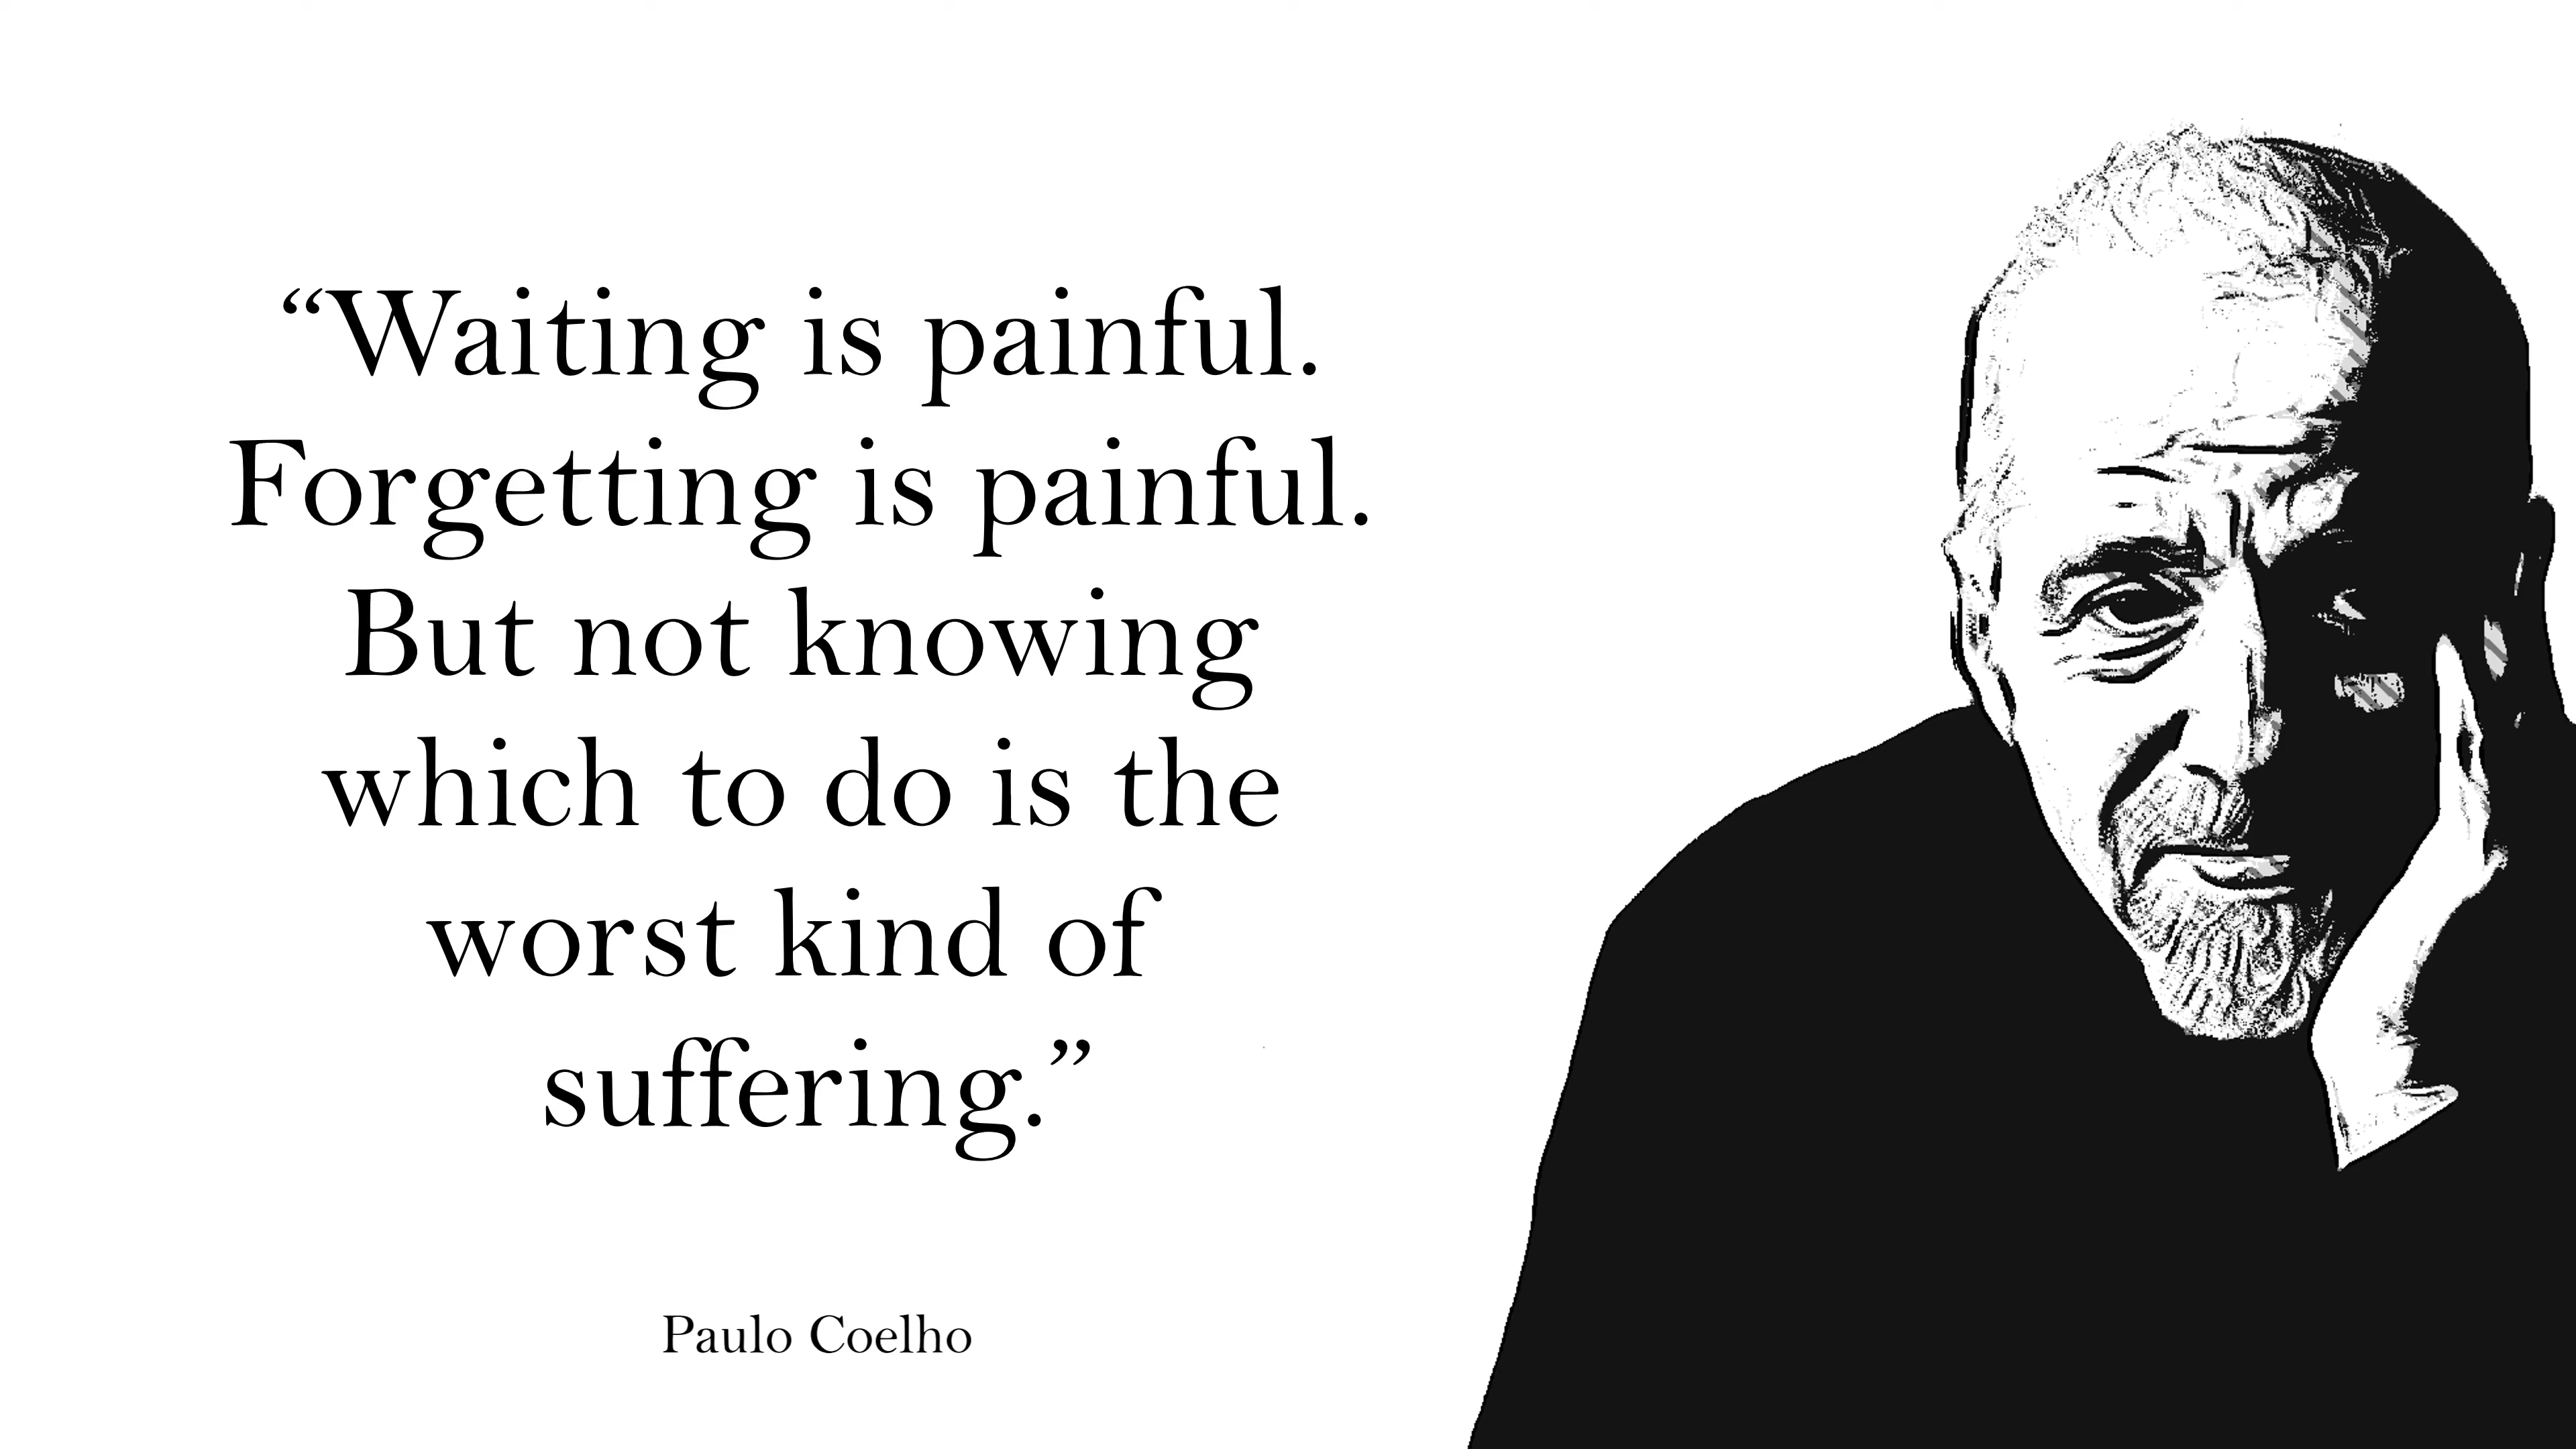 “Waiting is painful.
Forgetting is painful.
But not knowing
which to do is the
worst kind of
suffering.”
Paulo Coelho